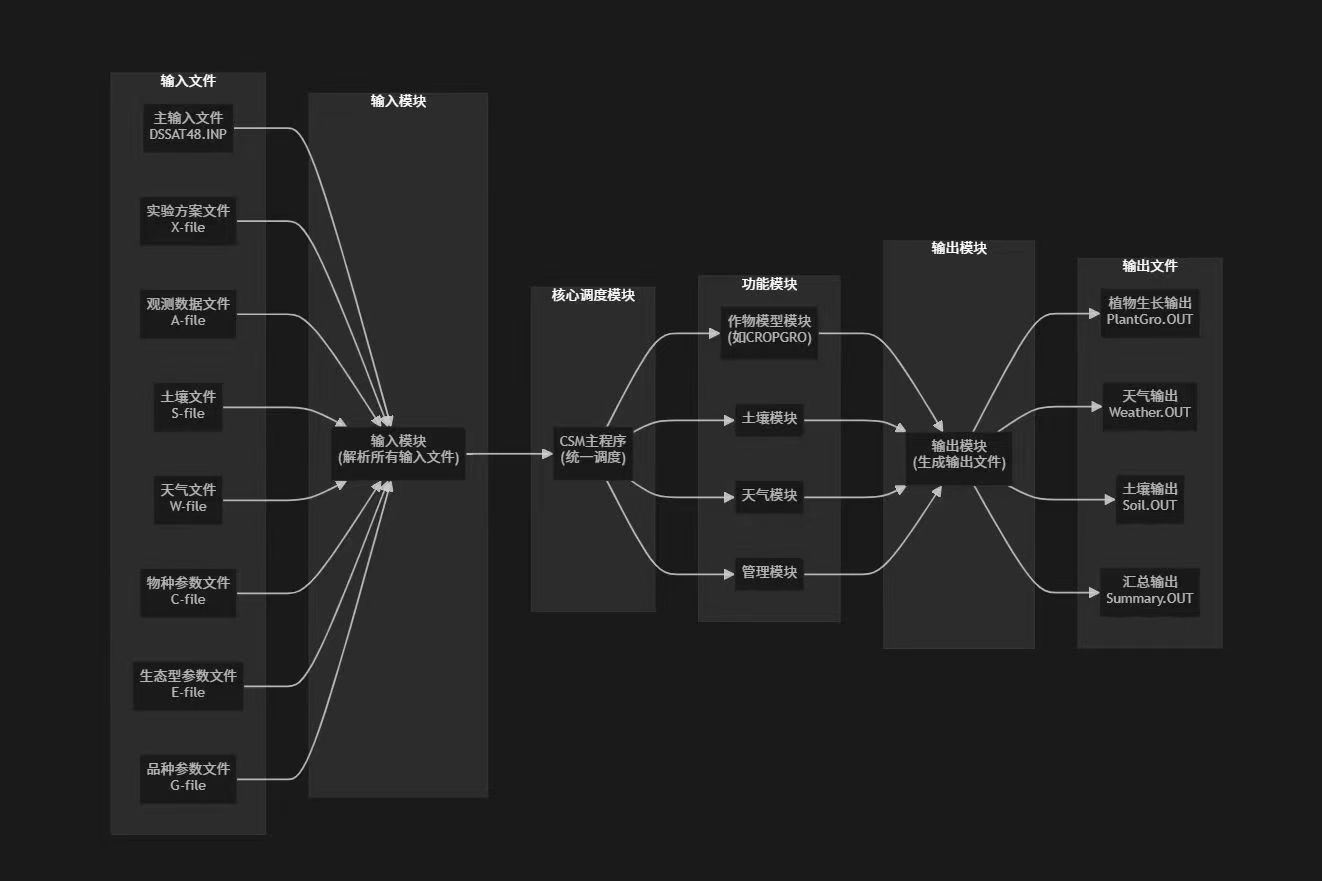 输入文件
主输入文件
DSSAT48.INP
实验方案文件
X-file
观测数据文件
A-file
土壤文件
S-file
天气文件
W-file
物种参数文件
C-file
生态型参数文件
E-file
品种参数文件
G-file
输入模块
输入模块
(解析所有输入文件)
核心调度模块
CSM主程序
(统一调度)
功能模块
作物模型模块
(如CROPGRO)
土壤模块
天气模块
管理模块
输出模块
输出模块
(生成输出文件)
输出文件
植物生长输出
PlantGro.OUT
天气输出
Weather.OUT
土壤输出
Soil.OUT
汇总输出
Summary.OUT